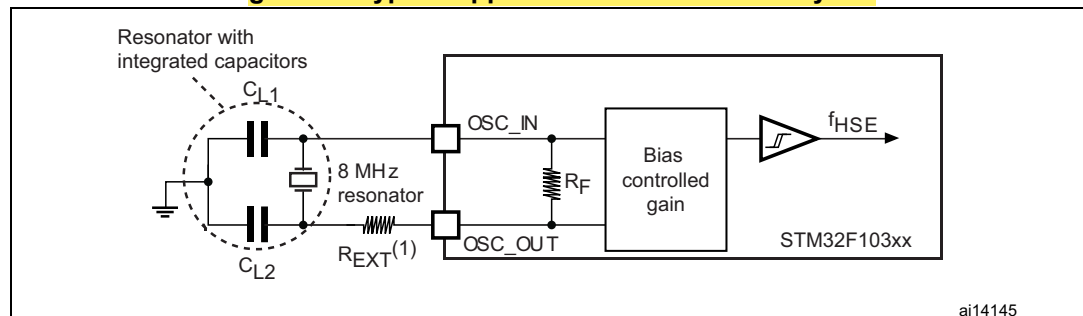 Resonator with
integrated capacitors
CL1
OSC_IN
fHSE
8 MHz
resonator
RF
Bias
controlled
gain
STM32F103xx
OSC_OUT
REXT(1)
CL2
ai14145